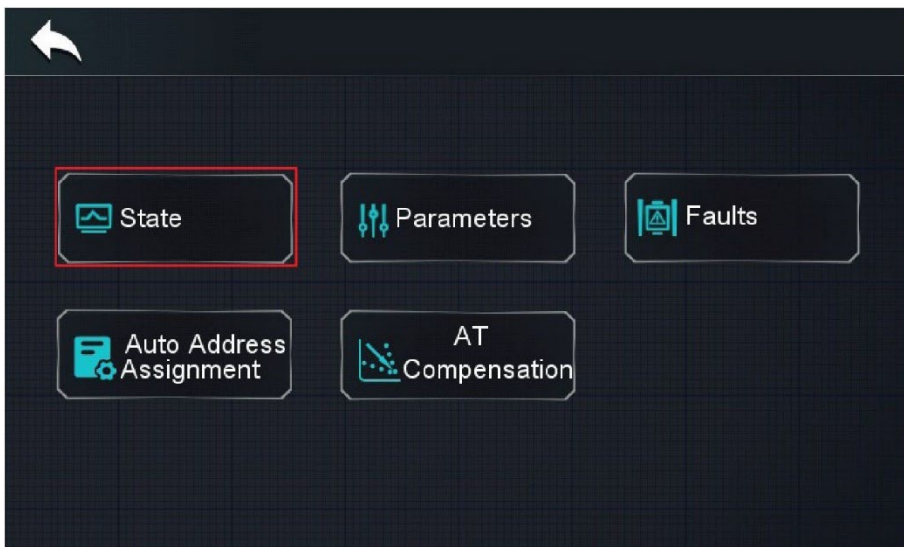 State
Parameters
Faults
Auto Address
Assignment
AT
Compensation